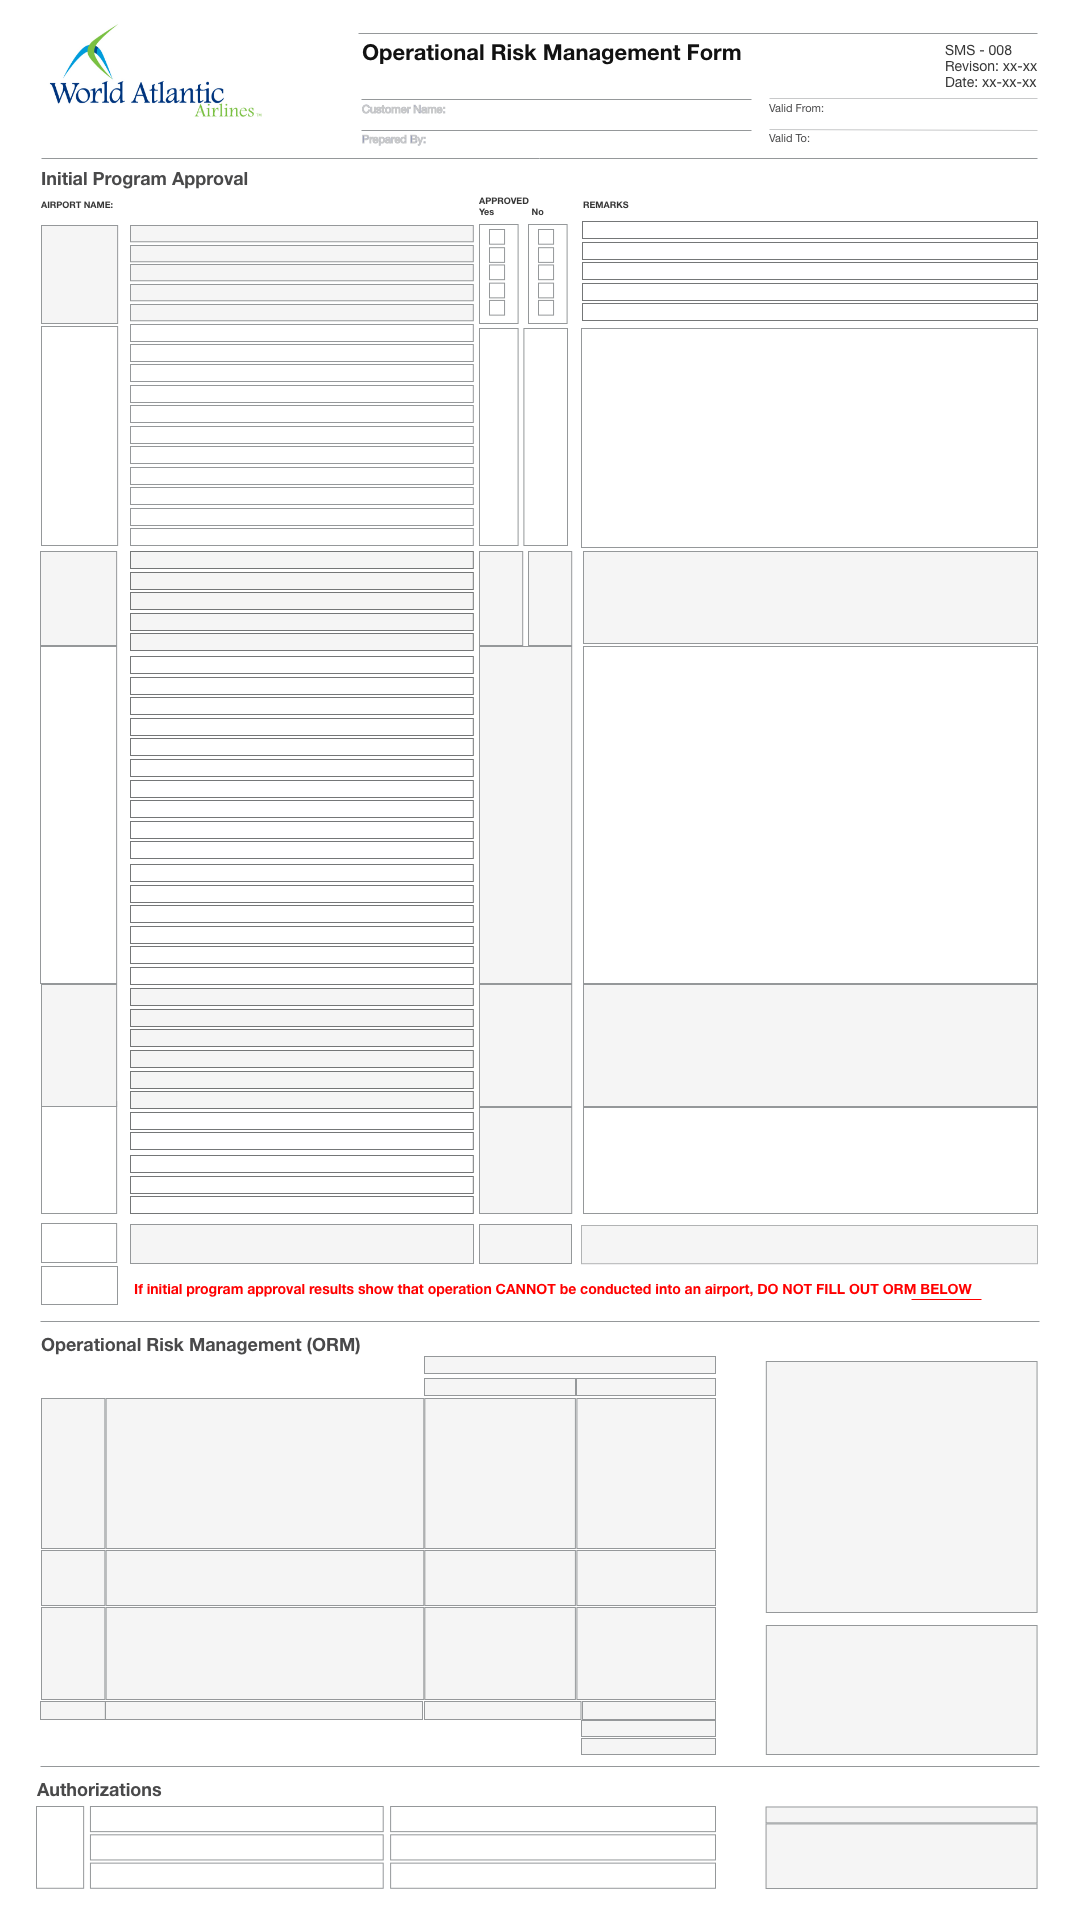 World Atlantic
Airlines
Operational Risk Management Form
SMS - 008
Revison: xx-xx
Date: xx-xx-xx
Customer Name:
Valid From:
Prepared By:
Valid To:
Initial Program Approval
AIRPORT NAME:
APPROVED
Yes No
REMARKS
If initial program approval results show that operation CANNOT be conducted into an airport, DO NOT FILL OUT ORM BELOW
Operational Risk Management (ORM)
Authorizations